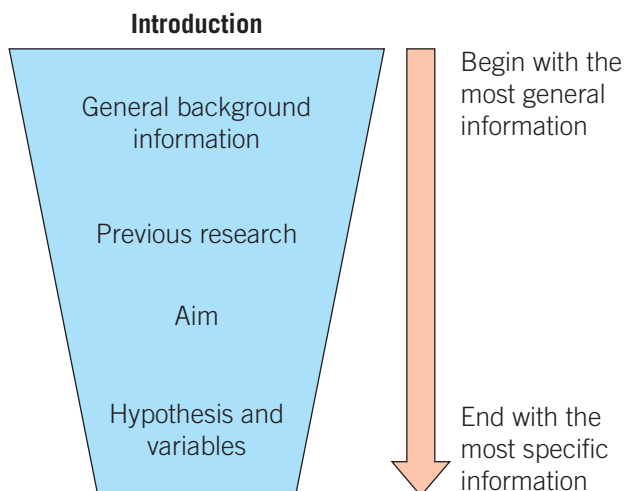 Introduction
General background
information
Previous research
Aim
Hypothesis and
variables
Begin with the
most general
information
End with the
most specific
information